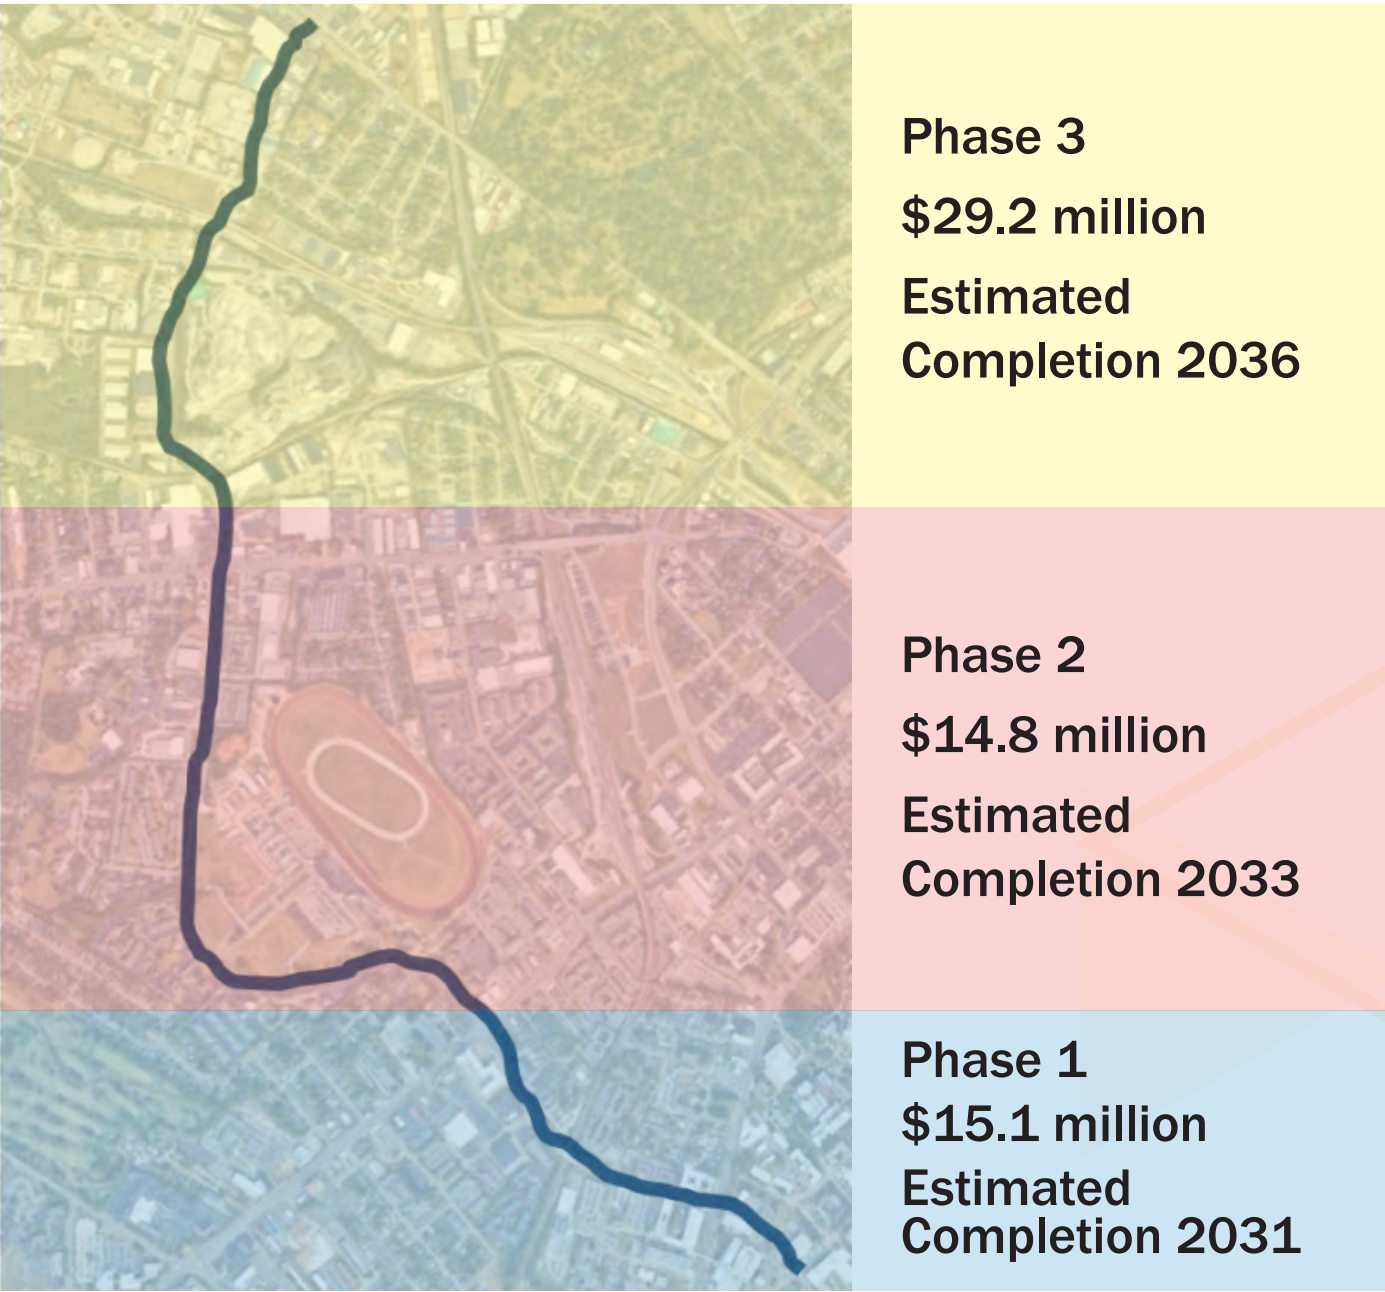 Phase 3
$29.2 million
Estimated
Completion 2036
Phase 2
$14.8 million
Estimated
Completion 2033
Phase 1
$15.1 million
Estimated
Completion 2031